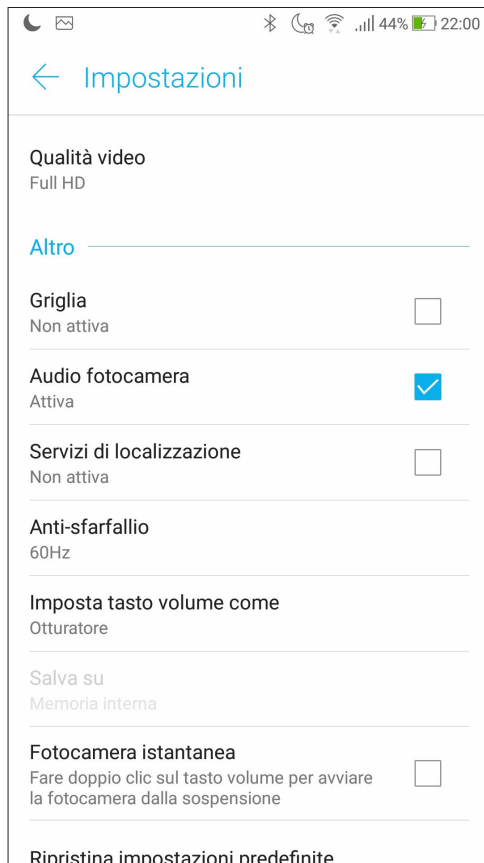 44% 22:00
Impostazioni
Qualità video
Full HD
Altro
Griglia
Non attiva
Audio fotocamera
Attiva
Servizi di localizzazione
Non attiva
Anti-sfarfallio
60Hz
Imposta tasto volume come
Otturatore
Salva su
Memoria interna
Fotocamera istantanea
Fare doppio clic sul tasto volume per avviare
la fotocamera dalla sospensione
Ripristina impostazioni predefinite